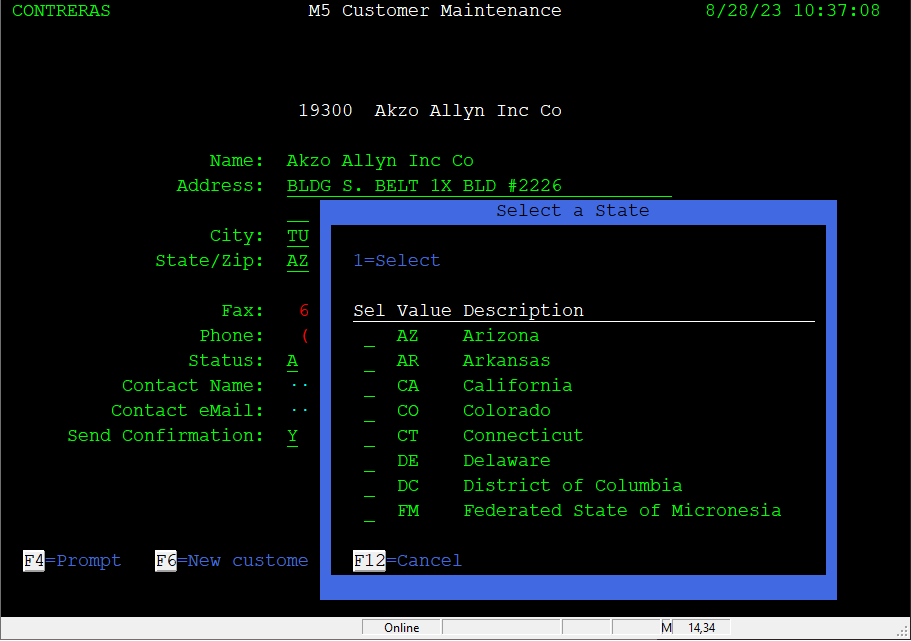 CONTRERAS M5 Customer Maintenance 8/28/23 10:37:08
19300 Akzo Allyn Inc Co
Name: Akzo Allyn Inc Co
Address: BLDG S. BELT 1X BLD #2226
Select a State
City: TU
State/Zip: AZ 1=Select
Fax: 6 Sel Value Description
Phone: ( _ AZ Arizona
Status: A _ AR Arkansas
Contact Name: .. _ CA California
Contact eMail: .. _ CO Colorado
Send Confirmation: Y _ CT Connecticut
_ DE Delaware
_ DC District of Columbia
_ FM Federated State of Micronesia
F4=Prompt F6=New custome F12=Cancel
Online M 14,34